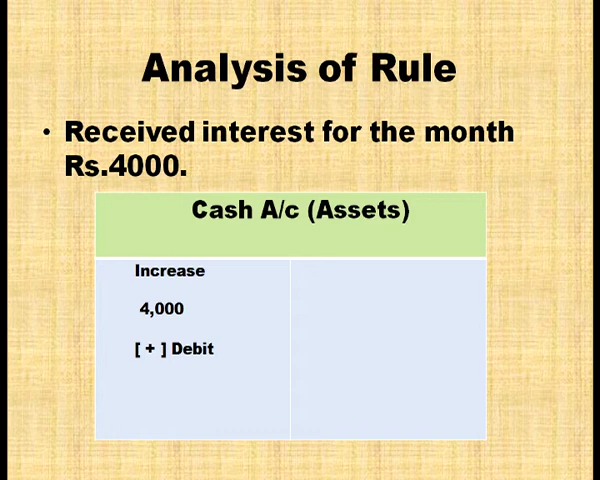 Analysis of Rule
• Received interest for the month
Rs.4000.
Cash A/c (Assets)
Increase
4,000
[ + ] Debit